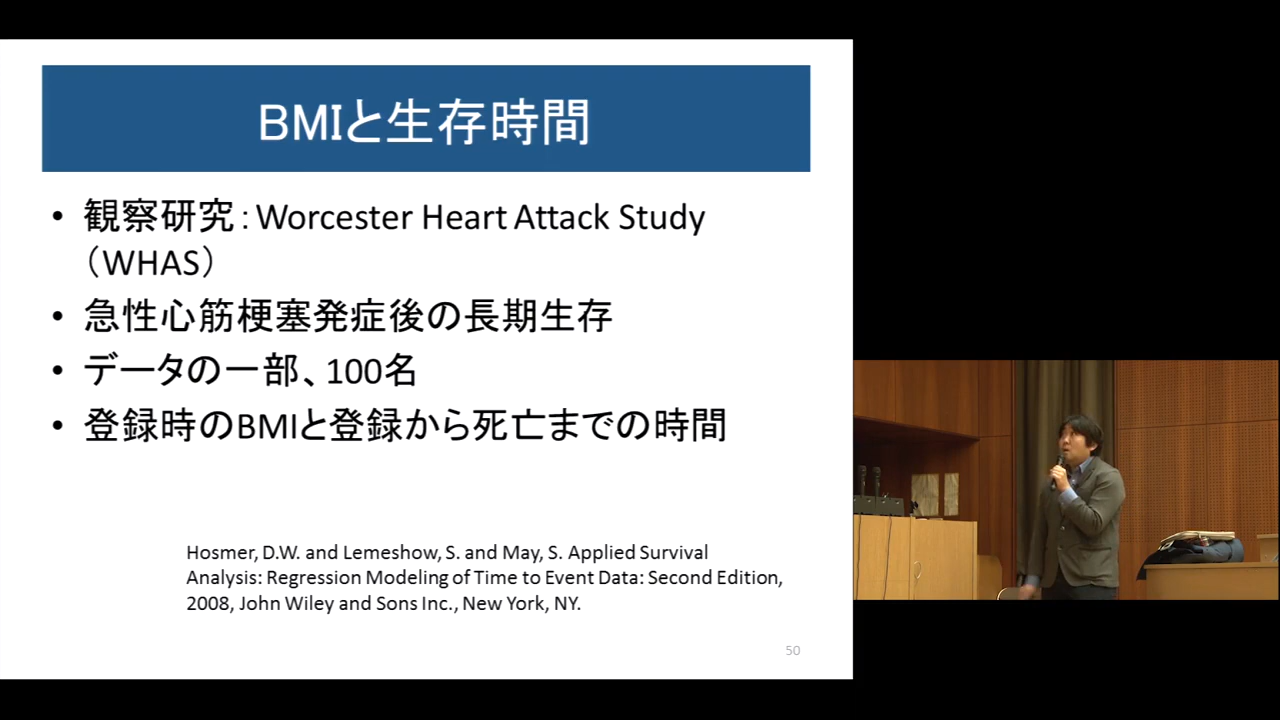 BMIと生存時間
• 観察研究：Worcester Heart Attack Study
（WHAS）
• 急性心筋梗塞発症後の長期生存
• データの一部、100名
• 登録時のBMIと登録から死亡までの時間
Hosmer, D.W. and Lemeshow, S. and May, S. Applied Survival
Analysis: Regression Modeling of Time to Event Data: Second Edition,
2008, John Wiley and Sons Inc., New York, NY.
50